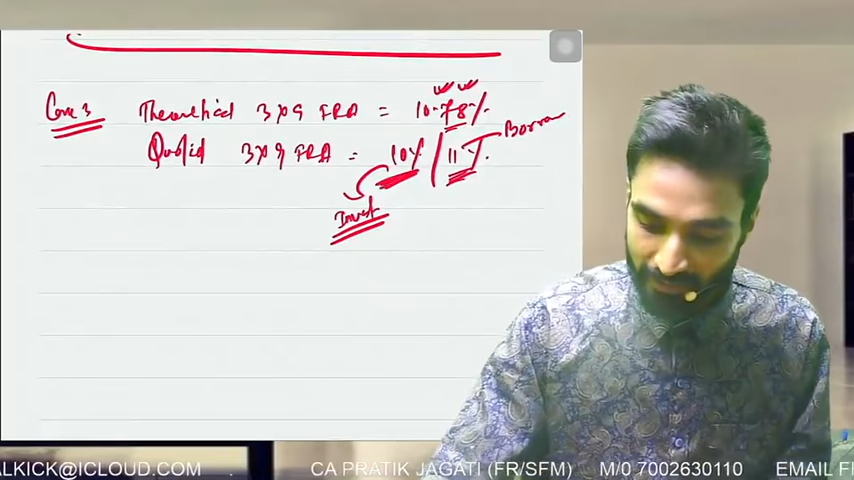 Case 3 Theoretical 3x9 FRA = 10.78%
Quoted 3x9 FRA = 10% / 11%. Borrow
Invest
ALKICK@ICLOUD.COM . CA PRATIK JAGATI (FR/SFM) M/0 7002630110 EMAIL F